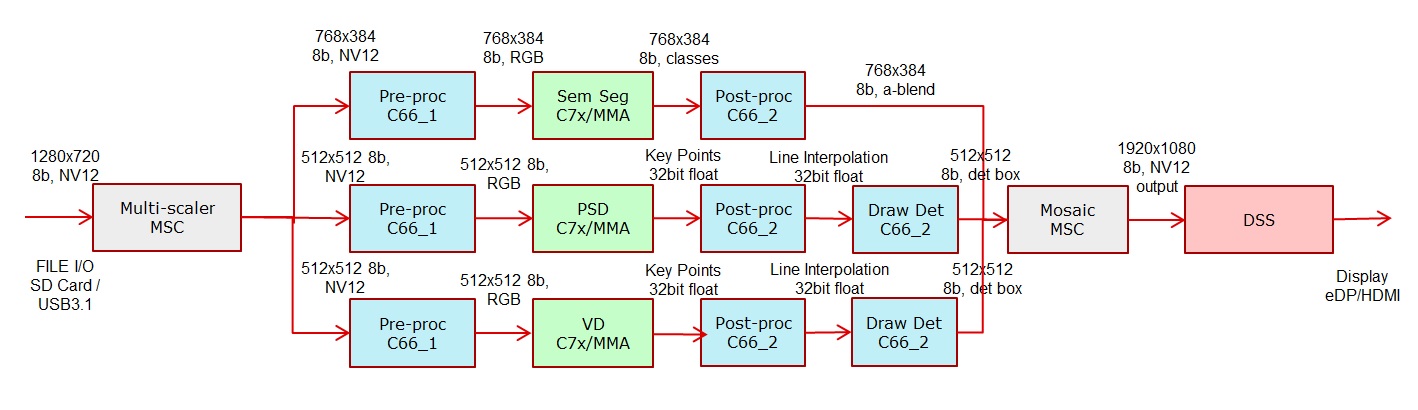 1280x720
8b, NV12
Multi-scaler
MSC
FILE I/O
SD Card /
USB3.1
768x384
8b, NV12
Pre-proc
C66_1
768x384
8b, RGB
Sem Seg
C7x/MMA
768x384
8b, classes
Post-proc
C66_2
768x384
8b, a-blend
512x512 8b,
NV12
Pre-proc
C66_1
512x512 8b,
RGB
PSD
C7x/MMA
Key Points
32bit float
Post-proc
C66_2
Line Interpolation
32bit float
Draw Det
C66_2
512x512
8b, det box
512x512 8b,
NV12
Pre-proc
C66_1
512x512 8b,
RGB
VD
C7x/MMA
Key Points
32bit float
Post-proc
C66_2
Line Interpolation
32bit float
Draw Det
C66_2
512x512
8b, det box
Mosaic
MSC
1920x1080
8b, NV12
output
DSS
Display
eDP/HDMI